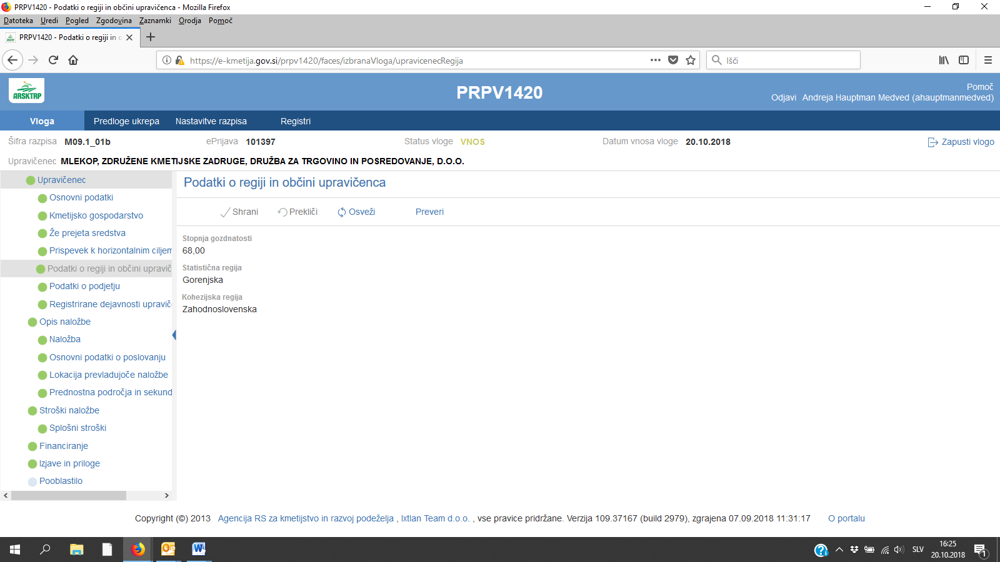 PRPV1420 - Podatki o regiji in občini upravičenca - Mozilla Firefox
Datoteka Uredi Pogled Zgodovina Zaznamki Orodja Pomoč
PRPV1420 - Podatki o regiji in o
https://e-kmetija.gov.si/prpv1420/faces/izbranaVloga/upravicenecRegija
Išči
ARSKTRP
PRPV1420
Pomoč
Odjavi Andreja Hauptman Medved (ahauptmanmedved)
Vloga Predloge ukrepa Nastavitve razpisa Registri
Šifra razpisa M09.1_01b ePrijava 101397 Status vloge VNOS Datum vnosa vloge 20.10.2018 Zapusti vlogo
Upravičenec MLEKOP, ZDRUŽENE KMETIJSKE ZADRUGE, DRUŽBA ZA TRGOVINO IN POSREDOVANJE, D.O.O.
Upravičenec
Osnovni podatki
Kmetijsko gospodarstvo
Že prejeta sredstva
Prispevek k horizontalnim ciljem
Podatki o regiji in občini upravič
Podatki o podjetju
Registrirane dejavnosti upravič
Opis naložbe
Naložba
Osnovni podatki o poslovanju
Lokacija prevladujoče naložbe
Prednostna področja in sekund
Stroški naložbe
Splošni stroški
Financiranje
Izjave in priloge
Pooblastilo
Podatki o regiji in občini upravičenca
Shrani Prekliči Osveži Preveri
Stopnja gozdnatosti
68,00
Statistična regija
Gorenjska
Kohezijska regija
Zahodnoslovenska
Copyright (©) 2013 Agencija RS za kmetijstvo in razvoj podeželja , Ixtlan Team d.o.o. , vse pravice pridržane. Verzija 109.37167 (build 2979), zgrajena 07.09.2018 11:31:17 O portalu
SLV
16:25
20.10.2018
1